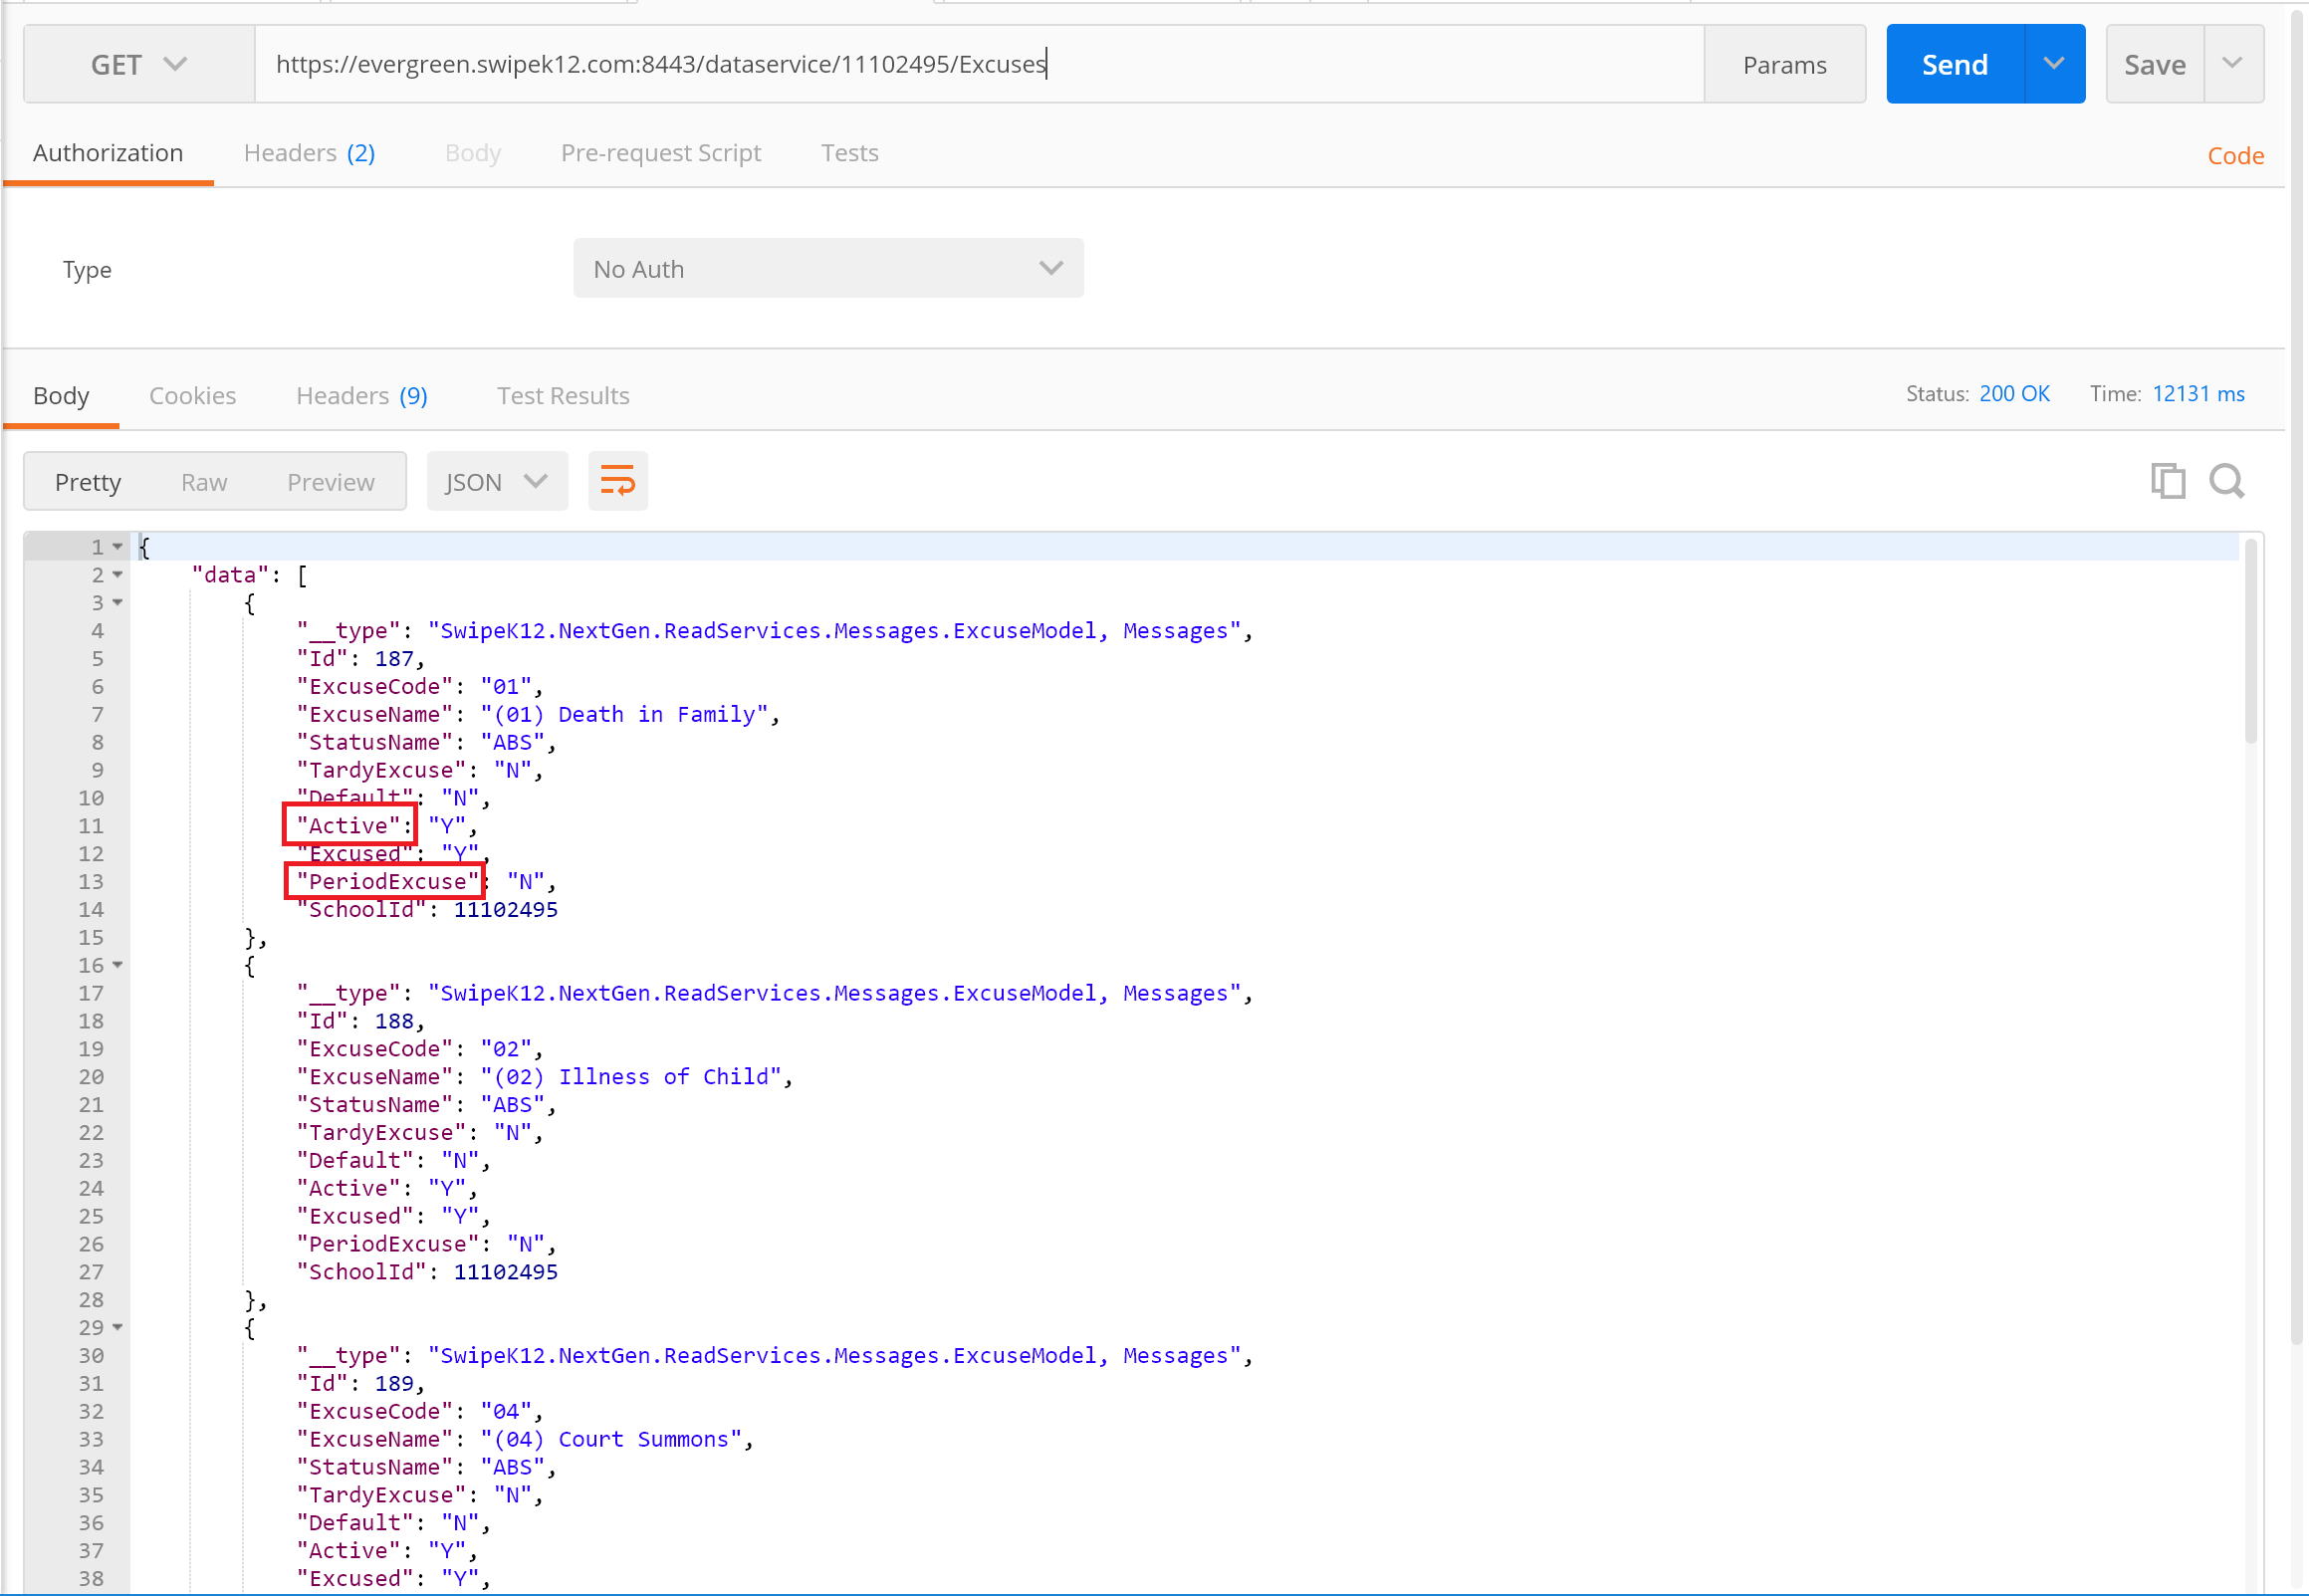 GET https://evergreen.swipek12.com:8443/dataservice/11102495/Excuses Params Send Save
Authorization Headers (2) Body Pre-request Script Tests Code
Type No Auth
Body Cookies Headers (9) Test Results Status: 200 OK Time: 12131 ms
Pretty Raw Preview JSON
1 {
2 "data": [
3 {
4 "__type": "SwipeK12.NextGen.ReadServices.Messages.ExcuseModel, Messages",
5 "Id": 187,
6 "ExcuseCode": "01",
7 "ExcuseName": "(01) Death in Family",
8 "StatusName": "ABS",
9 "TardyExcuse": "N",
10 "Default": "N",
11 "Active": "Y",
12 "Excused": "Y",
13 "PeriodExcuse": "N",
14 "SchoolId": 11102495
15 },
16 {
17 "__type": "SwipeK12.NextGen.ReadServices.Messages.ExcuseModel, Messages",
18 "Id": 188,
19 "ExcuseCode": "02",
20 "ExcuseName": "(02) Illness of Child",
21 "StatusName": "ABS",
22 "TardyExcuse": "N",
23 "Default": "N",
24 "Active": "Y",
25 "Excused": "Y",
26 "PeriodExcuse": "N",
27 "SchoolId": 11102495
28 },
29 {
30 "__type": "SwipeK12.NextGen.ReadServices.Messages.ExcuseModel, Messages",
31 "Id": 189,
32 "ExcuseCode": "04",
33 "ExcuseName": "(04) Court Summons",
34 "StatusName": "ABS",
35 "TardyExcuse": "N",
36 "Default": "N",
37 "Active": "Y",
38 "Excused": "Y",